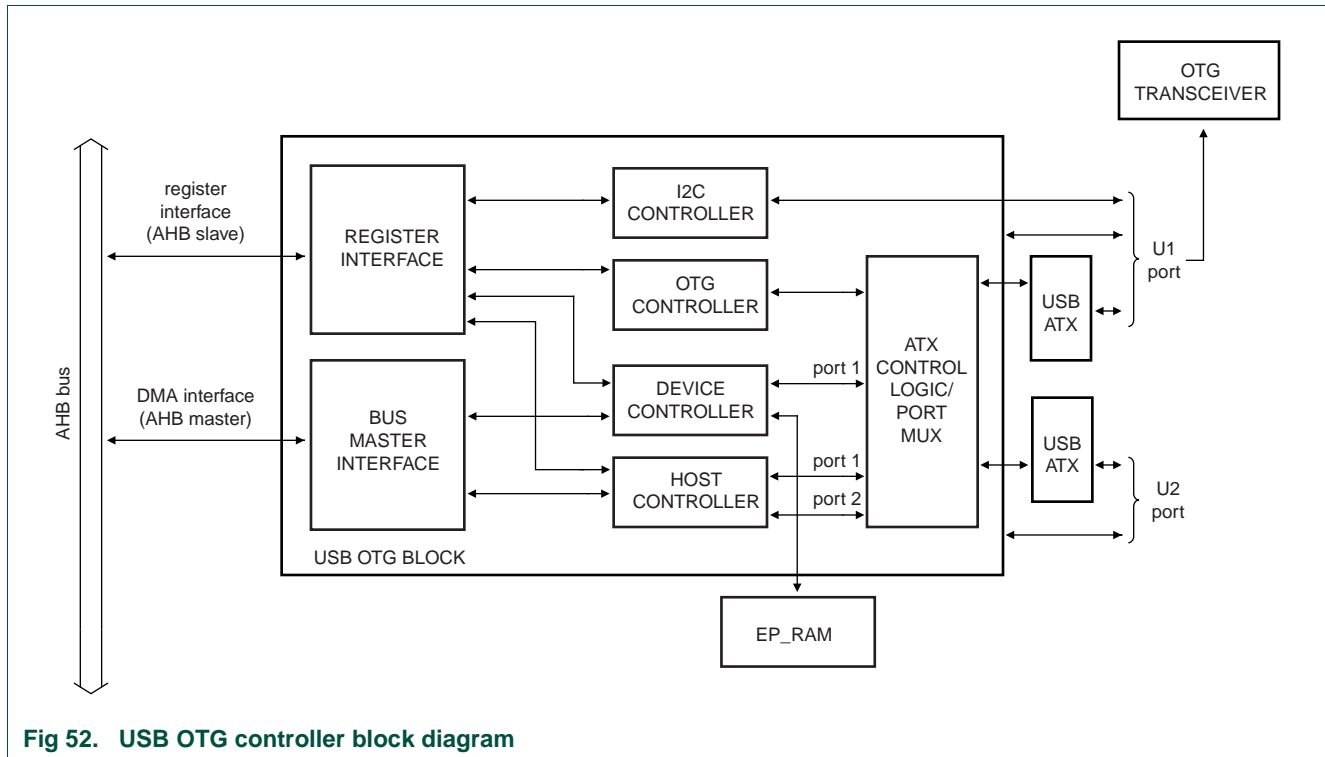 OTG
TRANSCEIVER
AHB bus
register
interface
(AHB slave)
DMA interface
(AHB master)
REGISTER
INTERFACE
BUS
MASTER
INTERFACE
USB OTG BLOCK
I2C
CONTROLLER
OTG
CONTROLLER
DEVICE
CONTROLLER
HOST
CONTROLLER
port 1
port 1
port 2
ATX
CONTROL
LOGIC/
PORT
MUX
USB
ATX
U1
port
USB
ATX
U2
port
EP_RAM
Fig 52. USB OTG controller block diagram